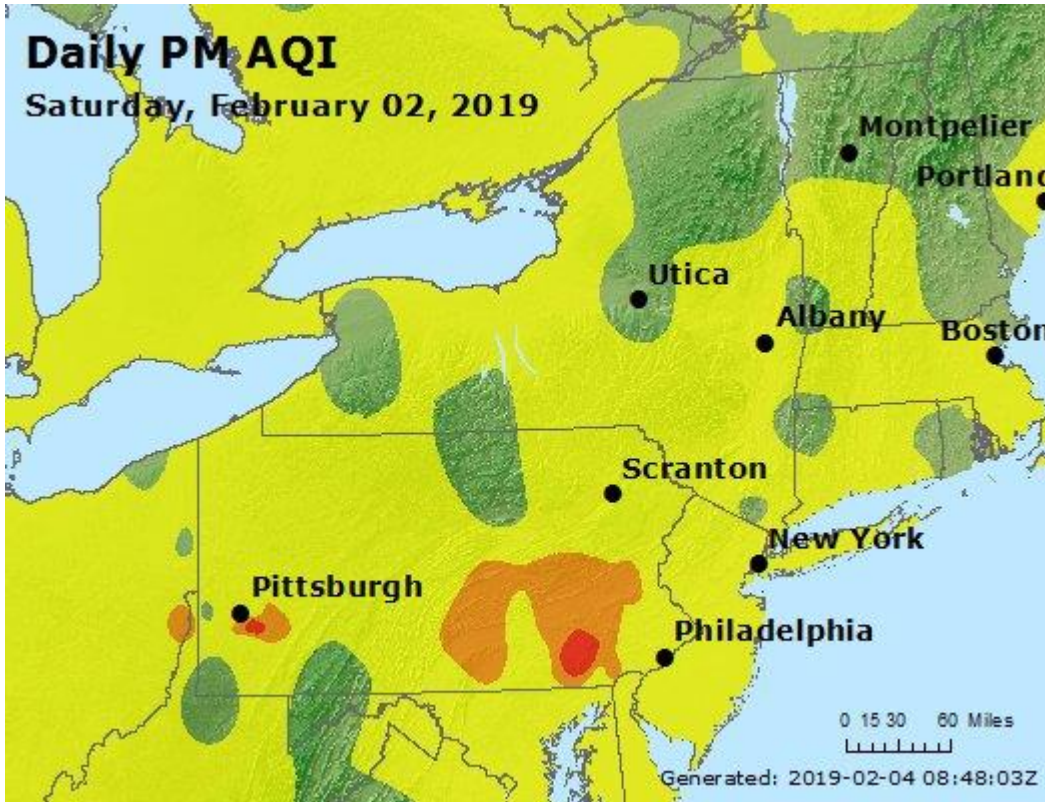 Daily PM AQI
Saturday, February 02, 2019
Montpelier
Portland
Utica
Albany
Boston
Scranton
New York
Pittsburgh
Philadelphia
0 15 30 60 Miles
Generated: 2019-02-04 08:48:03Z